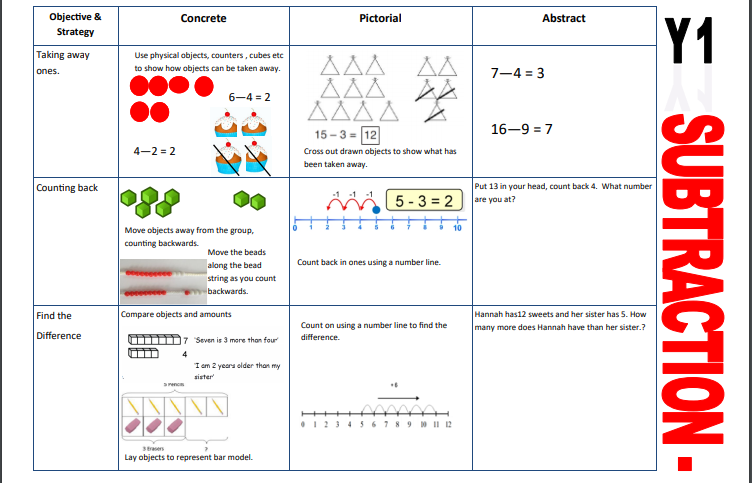 Objective &
Strategy
Concrete
Pictorial
Abstract
Taking away
ones.
Use physical objects, counters , cubes etc
to show how objects can be taken away.
6—4 = 2
4—2 = 2
15 – 3 = 12
Cross out drawn objects to show what has
been taken away.
7—4 = 3
16—9 = 7
Counting back
Move objects away from the group,
counting backwards.
Move the beads
along the bead
string as you count
backwards.
-1 -1 -1
5 - 3 = 2
0 1 2 3 4 5 6 7 8 9 10
Count back in ones using a number line.
Put 13 in your head, count back 4. What number
are you at?
Find the
Difference
Compare objects and amounts
7 'Seven is 3 more than four'
4
'I am 2 years older than my
sister'
5 Pencils
3 Erasers ?
Lay objects to represent bar model.
Count on using a number line to find the
difference.
+6
0 1 2 3 4 5 6 7 8 9 10 11 12
Hannah has12 sweets and her sister has 5. How
many more does Hannah have than her sister.?
Y1
SUBTRACTION -